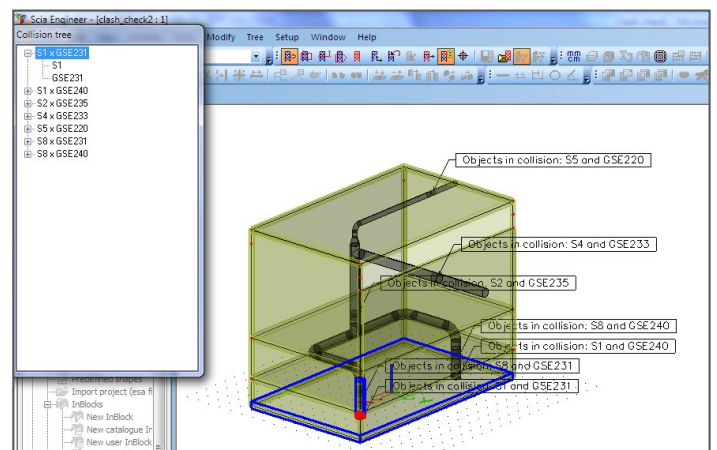 Scia Engineer - [clash_check2 : 1]
Collision tree
Modify Tree Setup Window Help
S1 x GSE231
S1
GSE231
S1 x GSE240
S2 x GSE235
S4 x GSE233
S5 x GSE220
S8 x GSE231
S8 x GSE240
Objects in collision: S5 and GSE220
Objects in collision: S4 and GSE233
Objects in collision: S2 and GSE235
Objects in collision: S8 and GSE240
Objects in collision: S1 and GSE240
Objects in collision: S8 and GSE231
Objects in collision: S1 and GSE231
Predefined shapes
Import project (esa fi
InBlocks
New InBlock
New catalogue Ir
New user InBlock